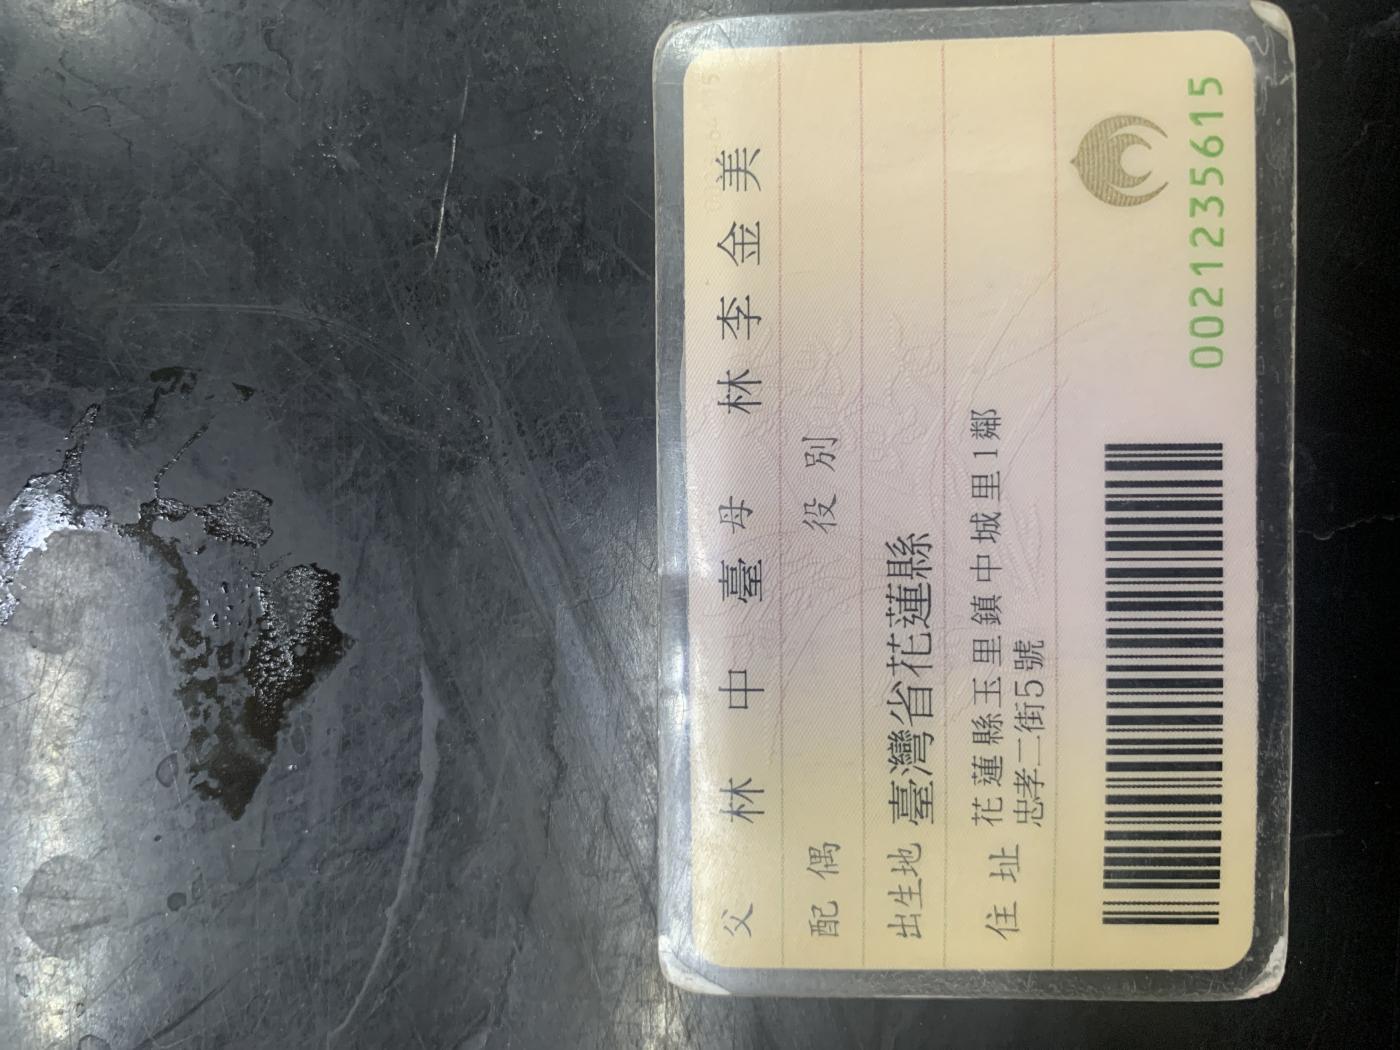 父 林中臺 母 林李金美
配偶 役別
出生地 臺灣省花蓮縣
住址 花蓮縣玉里鎮中城里1鄰
忠孝二街5號
0021235615